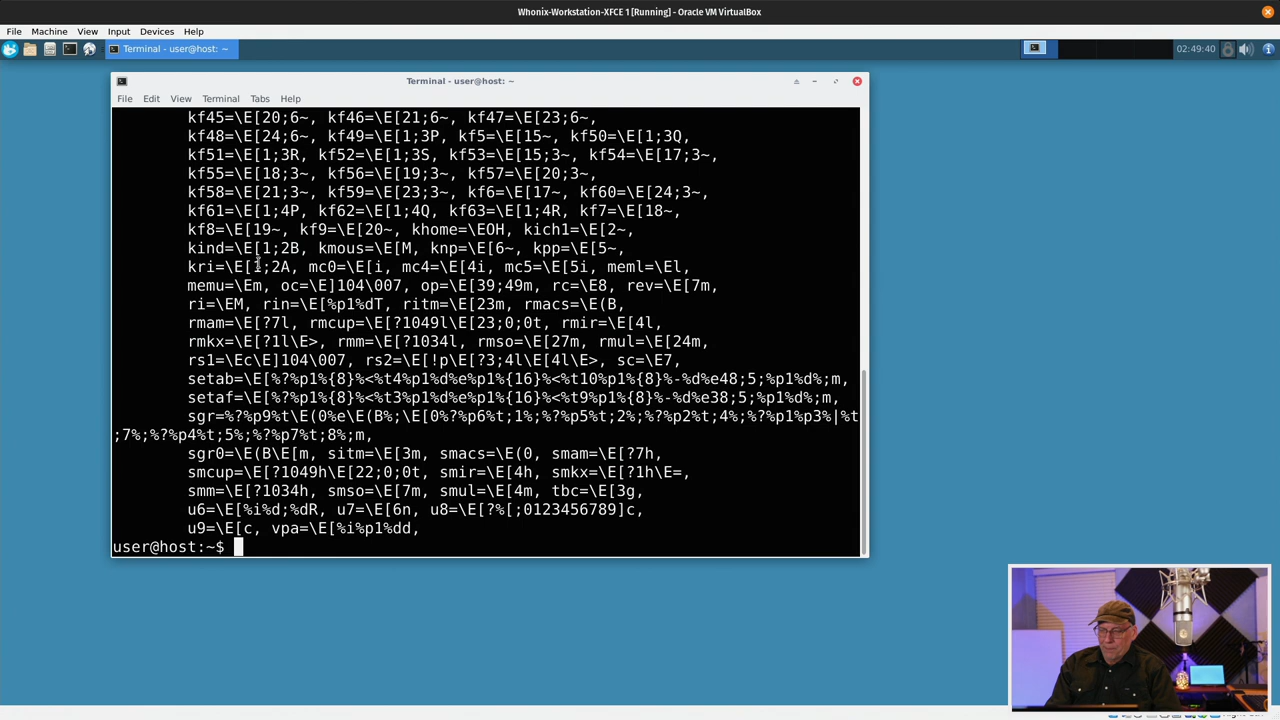 Whonix-Workstation-XFCE 1 [Running] - Oracle VM VirtualBox
File Machine View Input Devices Help
Terminal - user@host: ~
02:49:40
Terminal - user@host: ~
File Edit View Terminal Tabs Help
kf45=\E[20;6~, kf46=\E[21;6~, kf47=\E[23;6~,
kf48=\E[24;6~, kf49=\E[1;3P, kf5=\E[15~, kf50=\E[1;3Q,
kf51=\E[1;3R, kf52=\E[1;3S, kf53=\E[15;3~, kf54=\E[17;3~,
kf55=\E[18;3~, kf56=\E[19;3~, kf57=\E[20;3~,
kf58=\E[21;3~, kf59=\E[23;3~, kf6=\E[17~, kf60=\E[24;3~,
kf61=\E[1;4P, kf62=\E[1;4Q, kf63=\E[1;4R, kf7=\E[18~,
kf8=\E[19~, kf9=\E[20~, khome=\EOH, kich1=\E[2~,
kind=\E[1;2B, kmous=\E[M, knp=\E[6~, kpp=\E[5~,
kri=\E[1;2A, mc0=\E[i, mc4=\E[4i, mc5=\E[5i, meml=\El,
memu=\Em, oc=\E]104\007, op=\E[39;49m, rc=\E8, rev=\E[7m,
ri=\EM, rin=\E[%p1%dT, ritm=\E[23m, rmacs=\E(B,
rmam=\E[?7l, rmcup=\E[?1049l\E[23;0;0t, rmir=\E[4l,
rmkx=\E[?1l\E>, rmm=\E[?1034l, rmso=\E[27m, rmul=\E[24m,
rs1=\Ec\E]104\007, rs2=\E[!p\E[?3;4l\E[4l\E>, sc=\E7,
setab=\E[%?%p1%{8}%<%t4%p1%d%e%p1%{16}%<%t10%p1%{8}%-%d%e48;5;%p1%d%;m,
setaf=\E[%?%p1%{8}%<%t3%p1%d%e%p1%{16}%<%t9%p1%{8}%-%d%e38;5;%p1%d%;m,
sgr=%?%p9%t\E(0%e\E(B%;\E[0%?%p6%t;1%;%?%p5%t;2%;%?%p2%t;4%;%?%p1%p3%|%t
;7%;%?%p4%t;5%;%?%p7%t;8%;m,
sgr0=\E(B\E[m, sitm=\E[3m, smacs=\E(0, smam=\E[?7h,
smcup=\E[?1049h\E[22;0;0t, smir=\E[4h, smkx=\E[?1h\E=,
smm=\E[?1034h, smso=\E[7m, smul=\E[4m, tbc=\E[3g,
u6=\E[%i%d;%dR, u7=\E[6n, u8=\E[?%[;0123456789]c,
u9=\E[c, vpa=\E[%i%p1%dd,
user@host:~$